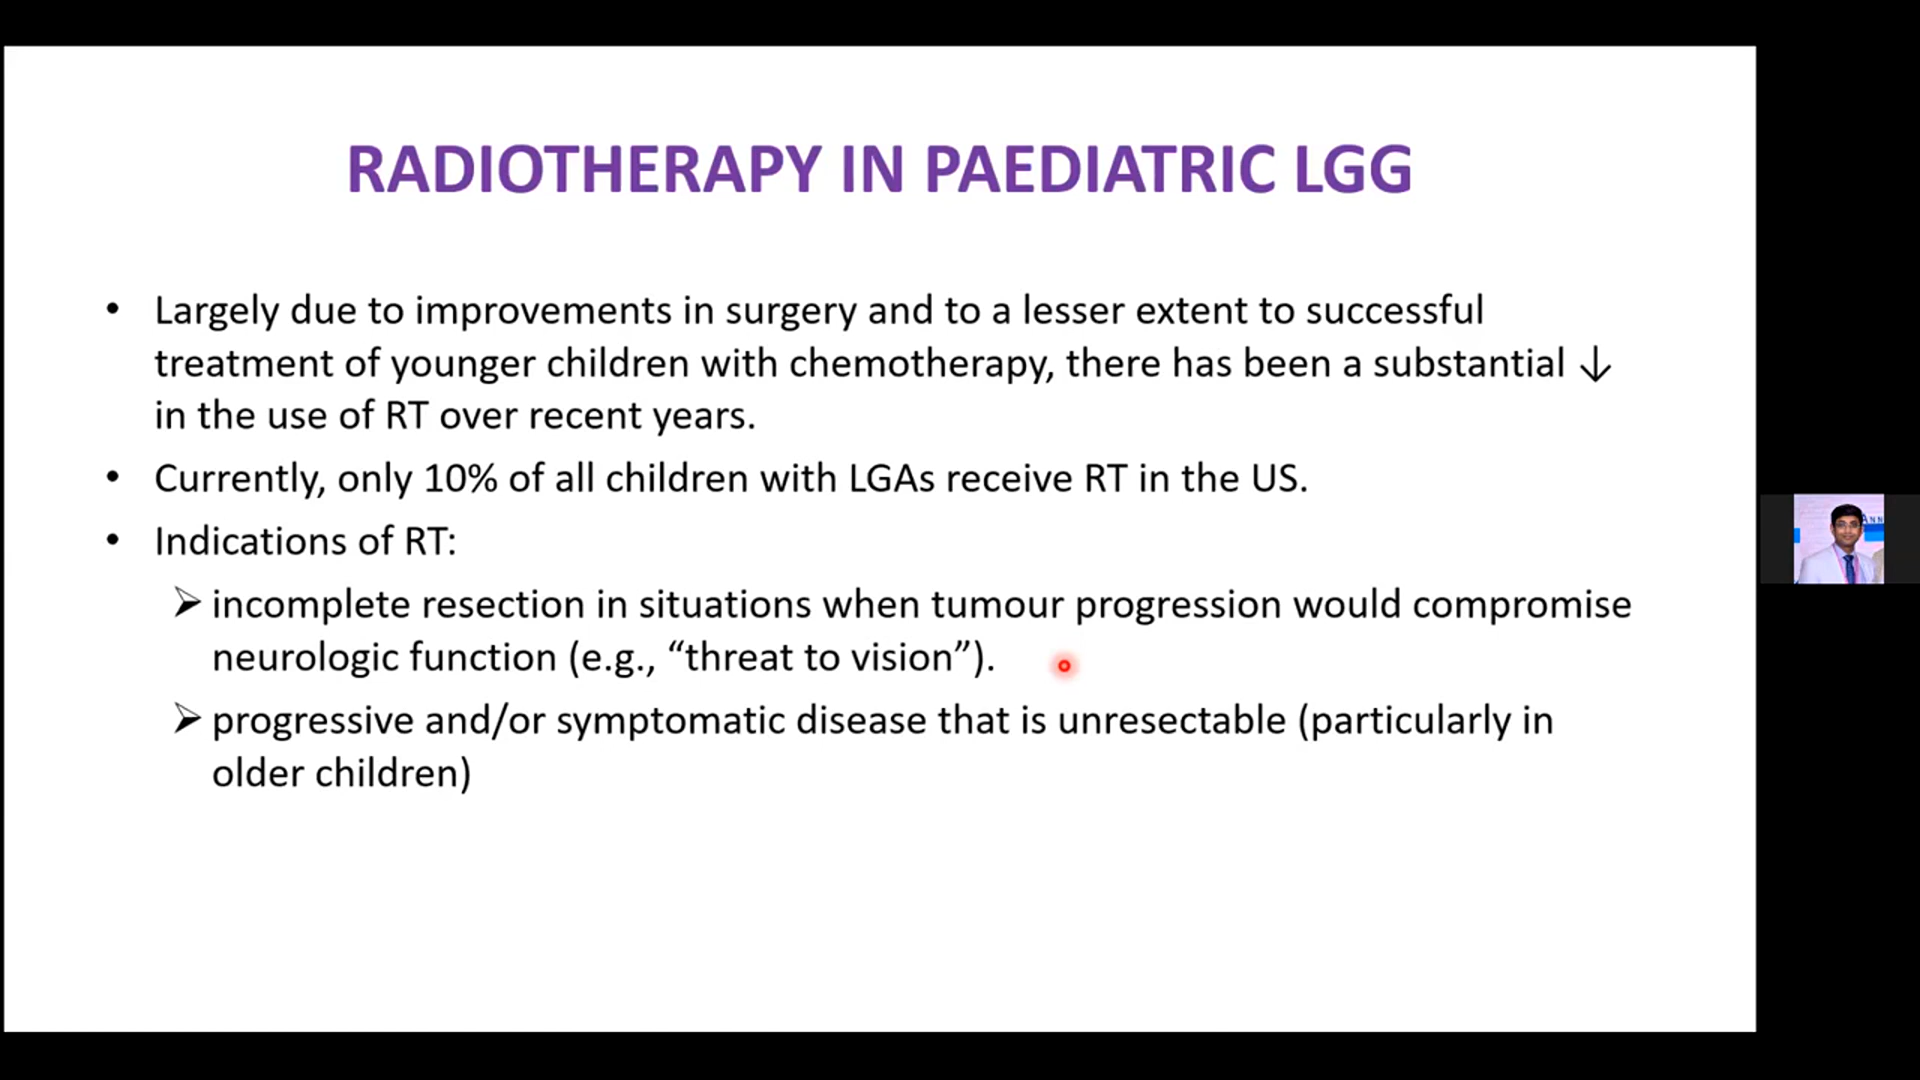 RADIOTHERAPY IN PAEDIATRIC LGG
• Largely due to improvements in surgery and to a lesser extent to successful
treatment of younger children with chemotherapy, there has been a substantial ↓
in the use of RT over recent years.
• Currently, only 10% of all children with LGAs receive RT in the US.
• Indications of RT:
➢ incomplete resection in situations when tumour progression would compromise
neurologic function (e.g., “threat to vision”).
➢ progressive and/or symptomatic disease that is unresectable (particularly in
older children)
ANN